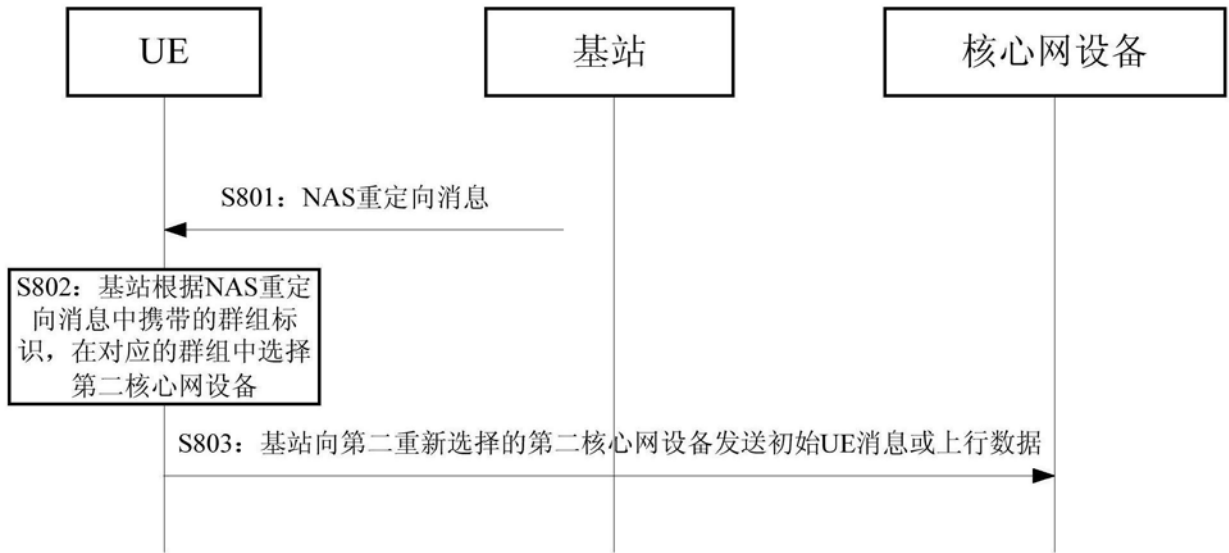 UE
基站
核心网设备
S801：NAS重定向消息
S802：基站根据NAS重定
向消息中携带的群组标
识，在对应的群组中选择
第二核心网设备
S803：基站向第二重新选择的第二核心网设备发送初始UE消息或上行数据